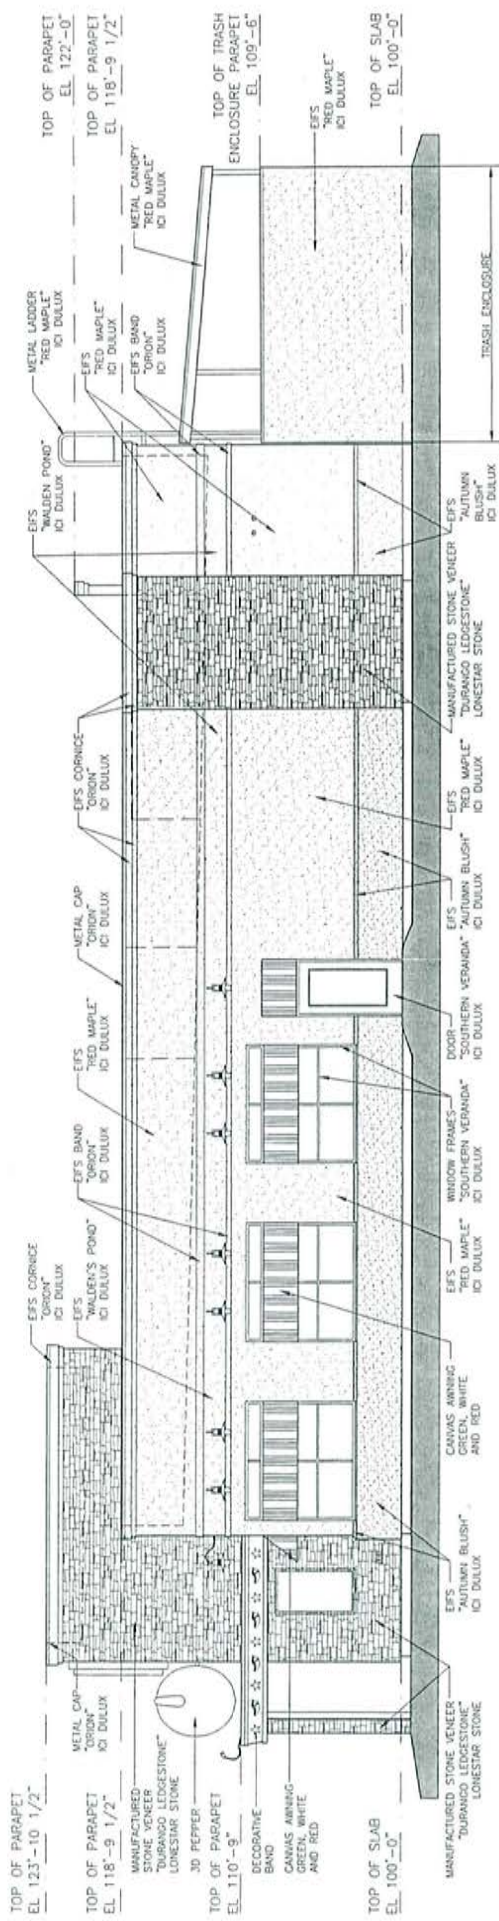 TOP OF PARAPET
EL 123'-10 1/2"
TOP OF PARAPET
EL 118'-9 1/2"
TOP OF PARAPET
EL 110'-9"
TOP OF SLAB
EL 100'-0"
METAL CAP
"ORION"
ICI DULUX
MANUFACTURED
STONE VENEER
"DURANGO LEDGESTONE"
LONESTAR STONE
3D PEPPER
DECORATIVE
BAND
CANVAS AWNING
GREEN, WHITE
AND RED
EIFS CORNICE
"ORION"
ICI DULUX
EIFS
"WALDEN'S POND"
ICI DULUX
EIFS BAND
"ORION"
ICI DULUX
EIFS
"RED MAPLE"
ICI DULUX
METAL CAP
"ORION"
ICI DULUX
EIFS CORNICE
"ORION"
ICI DULUX
EIFS
"WALDEN POND"
ICI DULUX
METAL LADDER
"RED MAPLE"
ICI DULUX
EIFS
"RED MAPLE"
ICI DULUX
EIFS BAND
"ORION"
ICI DULUX
METAL CANOPY
"RED MAPLE"
ICI DULUX
TOP OF PARAPET
EL 122'-0"
TOP OF PARAPET
EL 118'-9 1/2"
TOP OF TRASH
ENCLOSURE PARAPET
EL 109'-6"
EIFS
"RED MAPLE"
ICI DULUX
TOP OF SLAB
EL 100'-0"
MANUFACTURED STONE VENEER
"DURANGO LEDGESTONE"
LONESTAR STONE
EIFS
"AUTUMN BLUSH"
ICI DULUX
CANVAS AWNING
GREEN, WHITE
AND RED
EIFS
"RED MAPLE"
ICI DULUX
WINDOW FRAMES
"SOUTHERN VERANDA"
ICI DULUX
DOOR
"SOUTHERN VERANDA"
ICI DULUX
EIFS
"AUTUMN BLUSH"
ICI DULUX
EIFS
"RED MAPLE"
ICI DULUX
MANUFACTURED STONE VENEER
"DURANGO LEDGESTONE"
LONESTAR STONE
EIFS
"AUTUMN
BLUSH"
ICI DULUX
TRASH ENCLOSURE